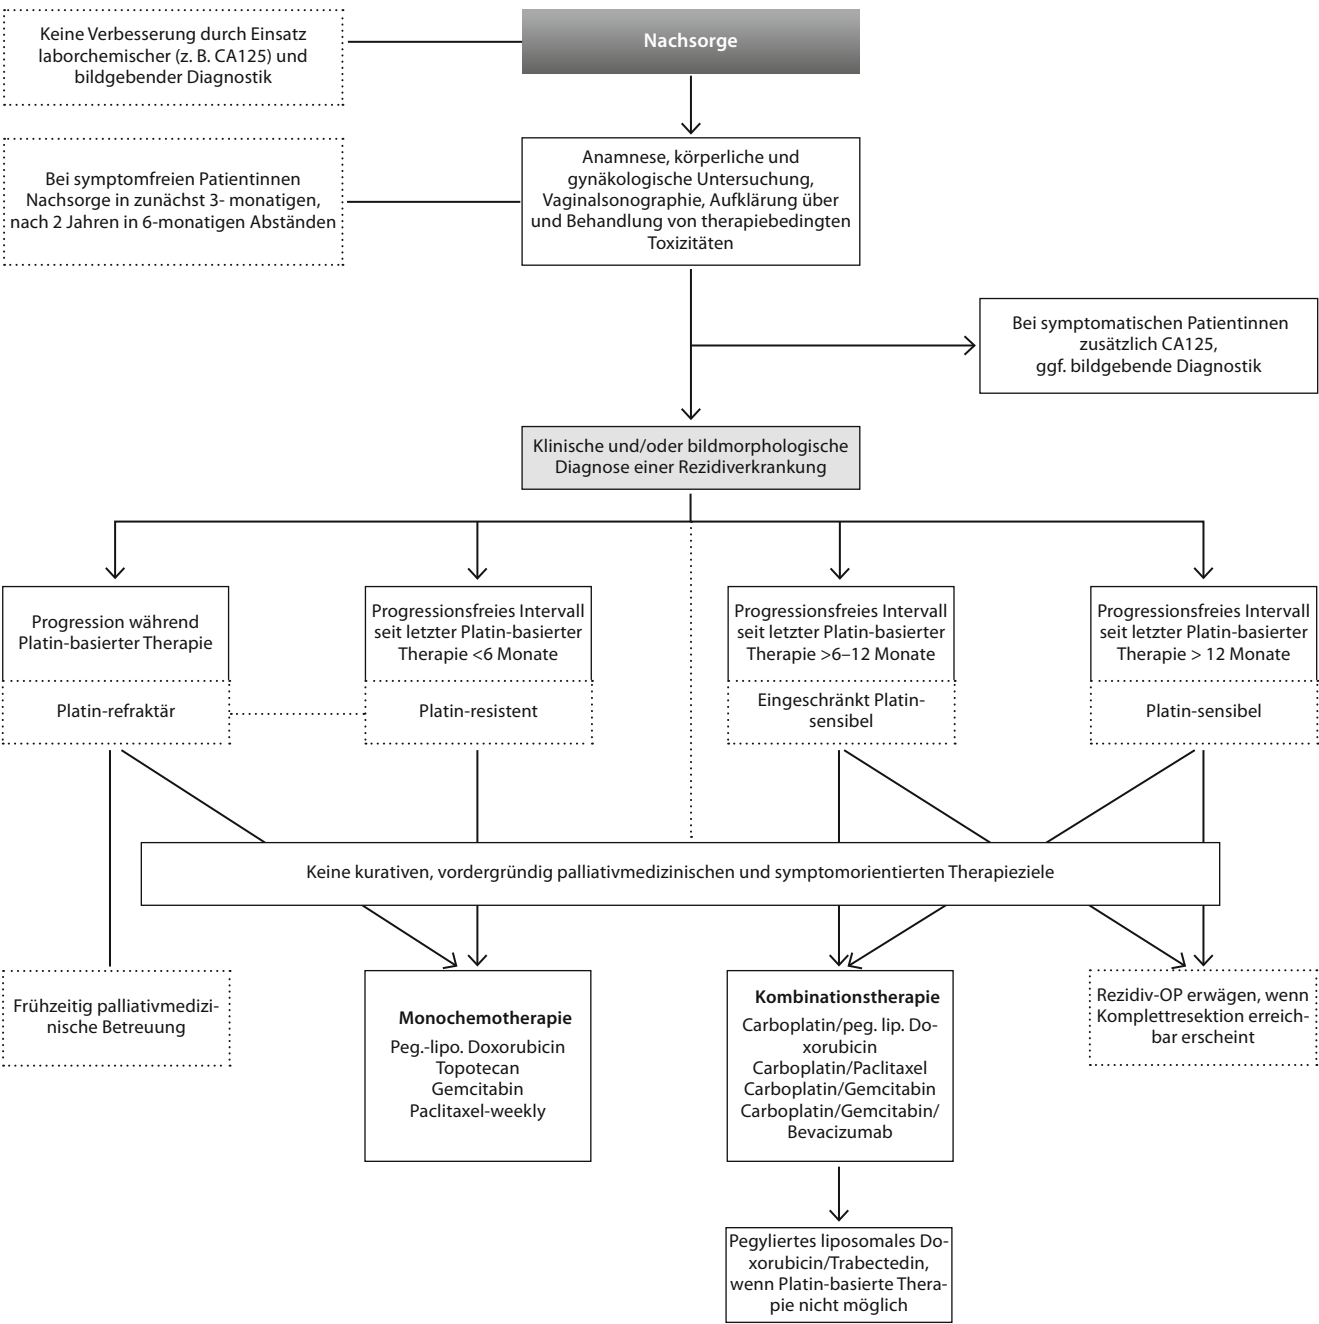 Keine Verbesserung durch Einsatz
laborchemischer (z. B. CA125) und
bildgebender Diagnostik
Nachsorge
Bei symptomfreien Patientinnen
Nachsorge in zunächst 3- monatigen,
nach 2 Jahren in 6-monatigen Abständen
Anamnese, körperliche und
gynäkologische Untersuchung,
Vaginalsonographie, Aufklärung über
und Behandlung von therapiebedingten
Toxizitäten
Bei symptomatischen Patientinnen
zusätzlich CA125,
ggf. bildgebende Diagnostik
Klinische und/oder bildmorphologische
Diagnose einer Rezidiverkrankung
Progression während
Platin-basierter Therapie
Platin-refraktär
Progressionsfreies Intervall
seit letzter Platin-basierter
Therapie <6 Monate
Platin-resistent
Progressionsfreies Intervall
seit letzter Platin-basierter
Therapie >6–12 Monate
Eingeschränkt Platin-
sensibel
Progressionsfreies Intervall
seit letzter Platin-basierter
Therapie > 12 Monate
Platin-sensibel
Keine kurativen, vordergründig palliativmedizinischen und symptomorientierten Therapieziele
Frühzeitig palliativmedizi-
nische Betreuung
Monochemotherapie
Peg.-lipo. Doxorubicin
Topotecan
Gemcitabin
Paclitaxel-weekly
Kombinationstherapie
Carboplatin/peg. lip. Do-
xorubicin
Carboplatin/Paclitaxel
Carboplatin/Gemcitabin
Carboplatin/Gemcitabin/
Bevacizumab
Rezidiv-OP erwägen, wenn
Komplettresektion erreich-
bar erscheint
Pegyliertes liposomales Do-
xorubicin/Trabectedin,
wenn Platin-basierte Thera-
pie nicht möglich